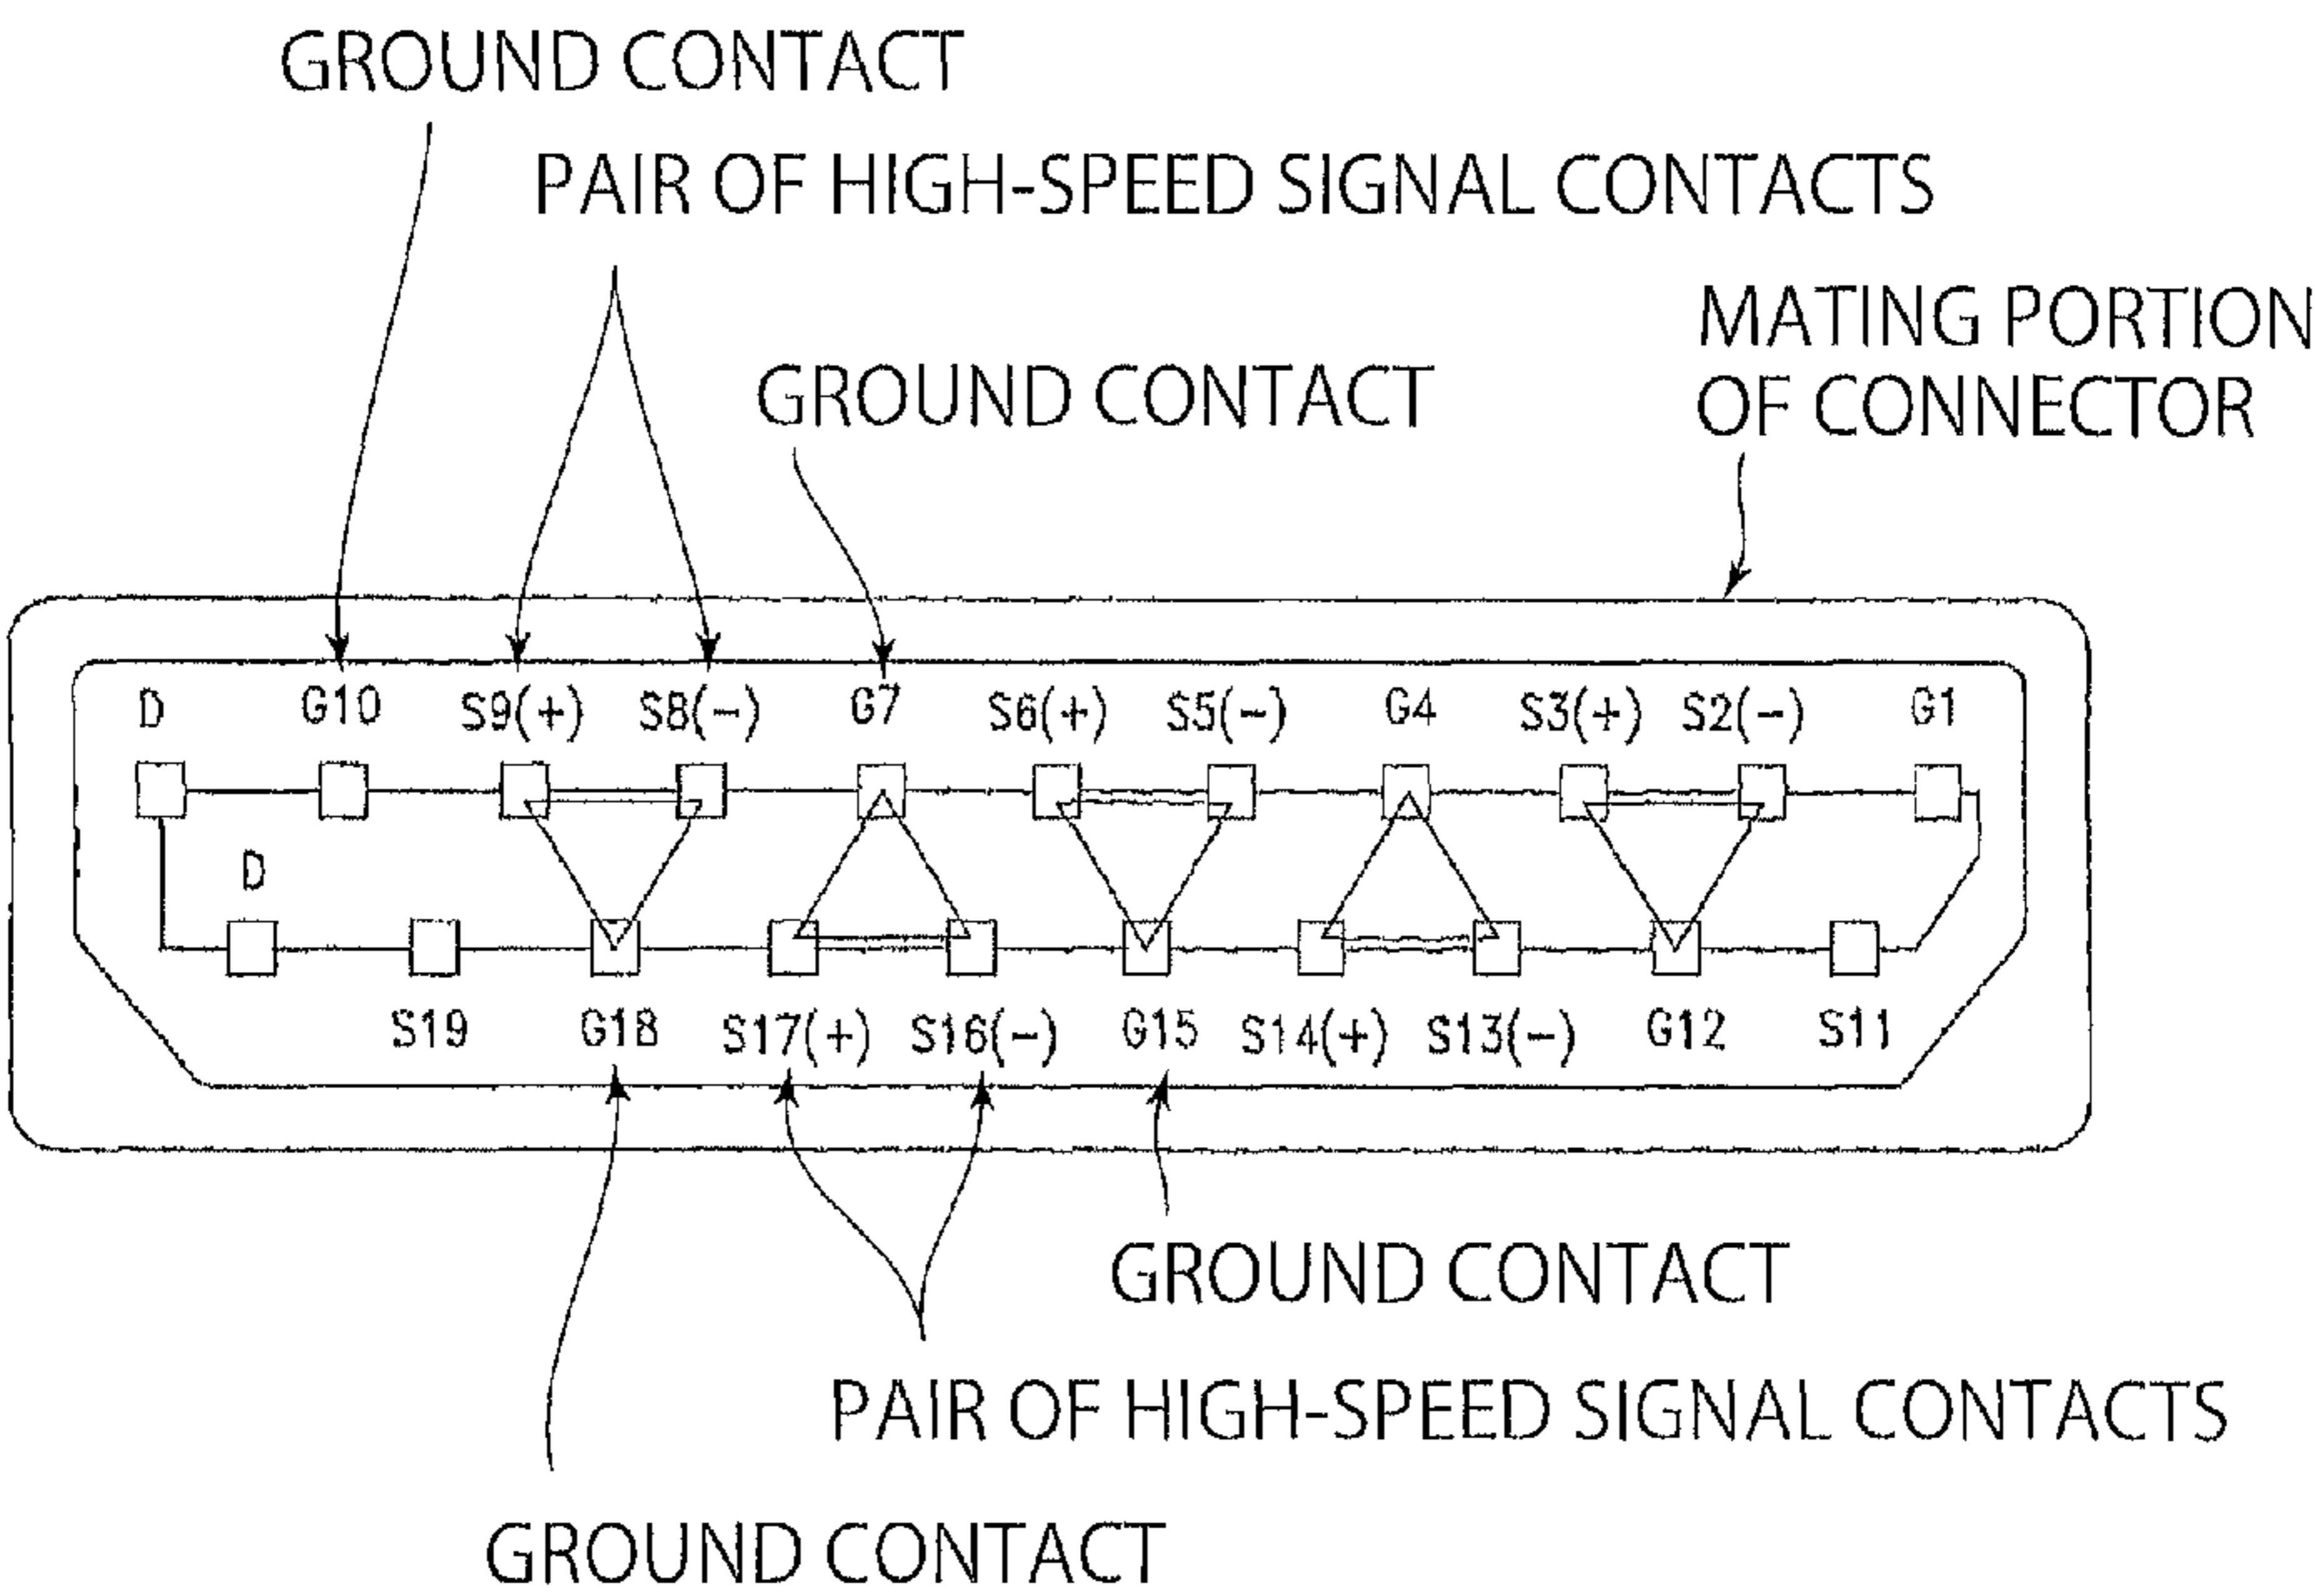 GROUND CONTACT
PAIR OF HIGH-SPEED SIGNAL CONTACTS
MATING PORTION
OF CONNECTOR
GROUND CONTACT
D G10 S9(+) S8(-) G7 S6(+) S5(-) G4 S3(+) S2(-) G1
D
S19 G18 S17(+) S16(-) G15 S14(+) S13(-) G12 S11
GROUND CONTACT
PAIR OF HIGH-SPEED SIGNAL CONTACTS
GROUND CONTACT